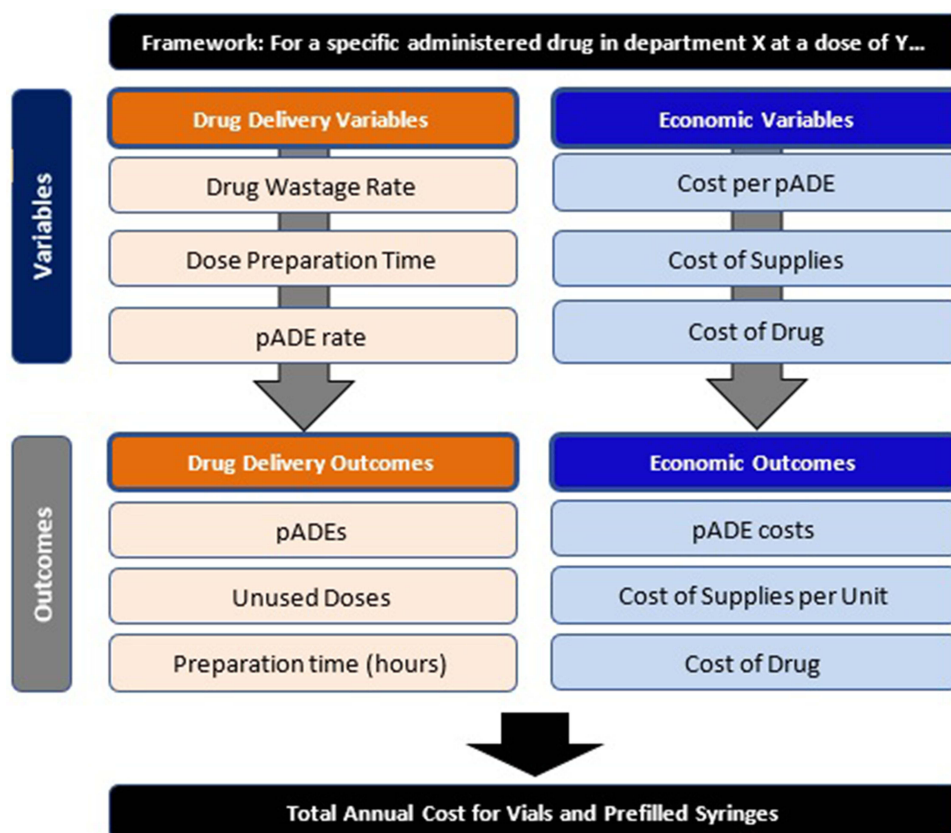 Framework: For a specific administered drug in department X at a dose of Y...
Variables
Drug Delivery Variables
Drug Wastage Rate
Dose Preparation Time
pADE rate
Economic Variables
Cost per pADE
Cost of Supplies
Cost of Drug
Outcomes
Drug Delivery Outcomes
pADEs
Unused Doses
Preparation time (hours)
Economic Outcomes
pADE costs
Cost of Supplies per Unit
Cost of Drug
Total Annual Cost for Vials and Prefilled Syringes